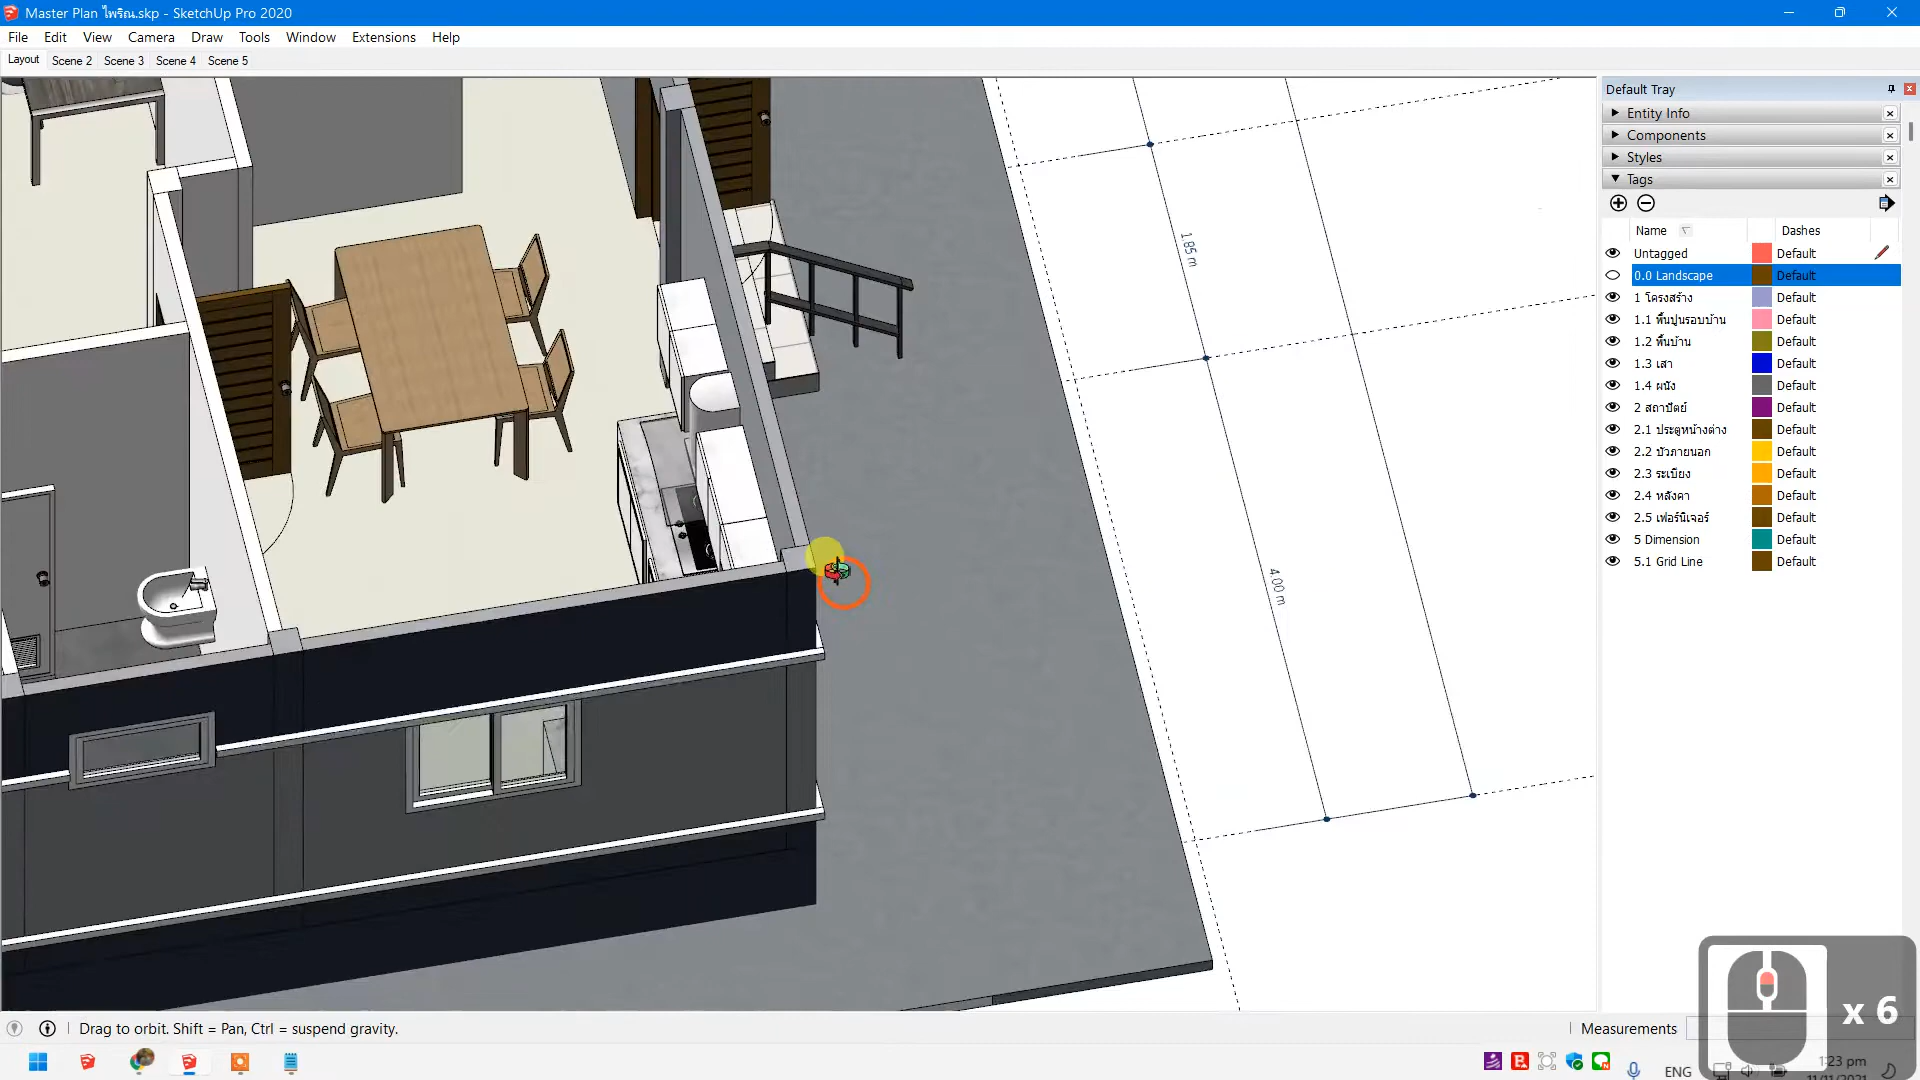 Master Plan ไพริณ.skp - SketchUp Pro 2020
File Edit View Camera Draw Tools Window Extensions Help
Layout Scene 2 Scene 3 Scene 4 Scene 5
Default Tray
Entity Info
Components
Styles
Tags
Name Dashes
Untagged Default
0.0 Landscape Default
1 โครงสร้าง Default
1.1 พื้นปูนรอบบ้าน Default
1.2 พื้นบ้าน Default
1.3 เสา Default
1.4 ผนัง Default
2 สถาปัตย์ Default
2.1 ประตูหน้าต่าง Default
2.2 บัวภายนอก Default
2.3 ระเบียง Default
2.4 หลังคา Default
2.5 เฟอร์นิเจอร์ Default
5 Dimension Default
5.1 Grid Line Default
1.85 m
4.00 m
x 6
Drag to orbit. Shift = Pan, Ctrl = suspend gravity.
Measurements
ENG
1:23 pm
11/11/2021